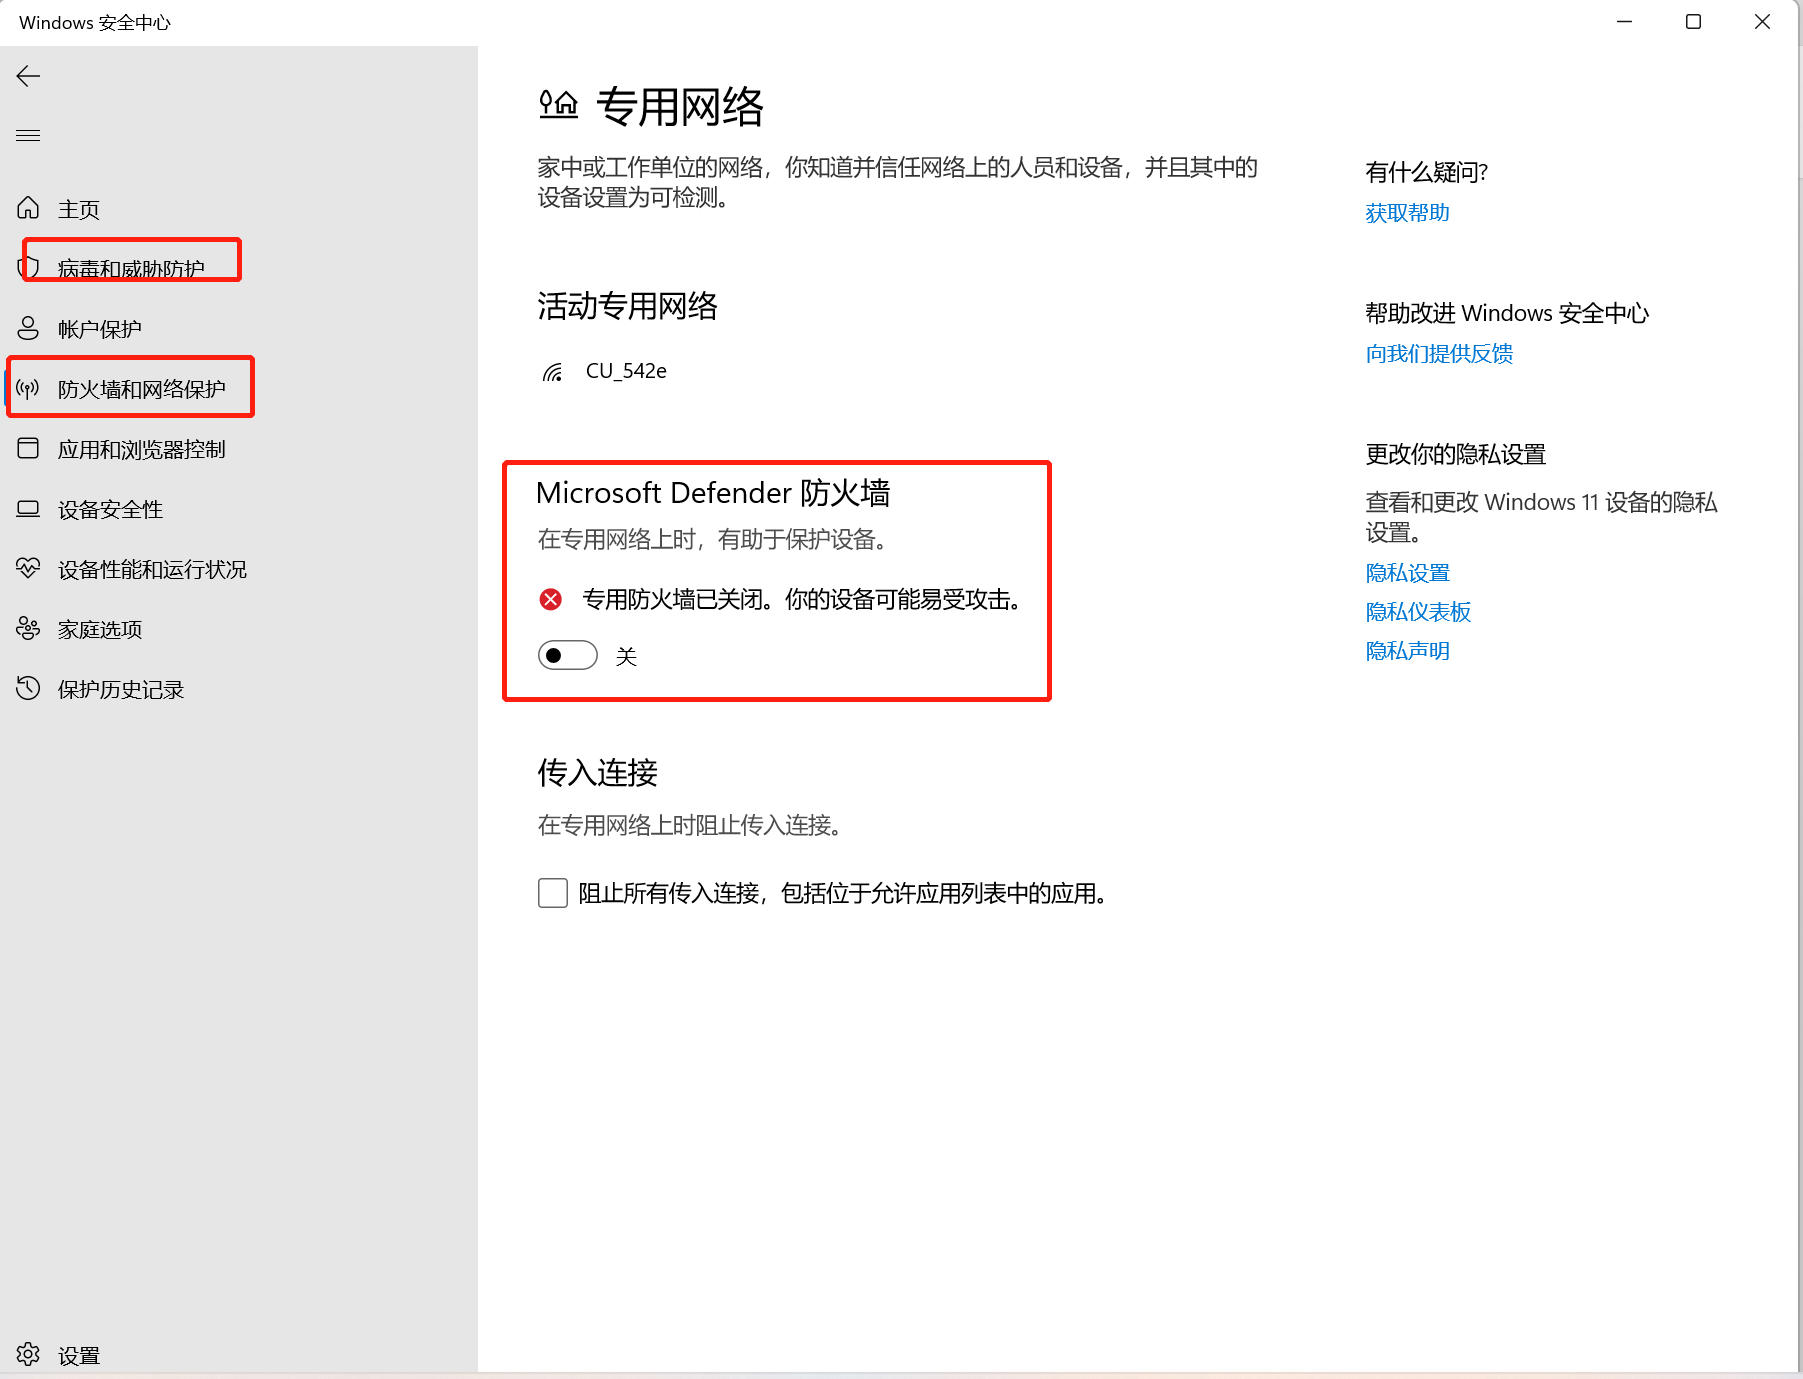 Windows 安全中心
主页
病毒和威胁防护
帐户保护
防火墙和网络保护
应用和浏览器控制
设备安全性
设备性能和运行状况
家庭选项
保护历史记录
设置
专用网络
家中或工作单位的网络，你知道并信任网络上的人员和设备，并且其中的
设备设置为可检测。
活动专用网络
CU_542e
Microsoft Defender 防火墙
在专用网络上时，有助于保护设备。
专用防火墙已关闭。你的设备可能易受攻击。
关
传入连接
在专用网络上时阻止传入连接。
阻止所有传入连接，包括位于允许应用列表中的应用。
有什么疑问?
获取帮助
帮助改进 Windows 安全中心
向我们提供反馈
更改你的隐私设置
查看和更改 Windows 11 设备的隐私
设置。
隐私设置
隐私仪表板
隐私声明